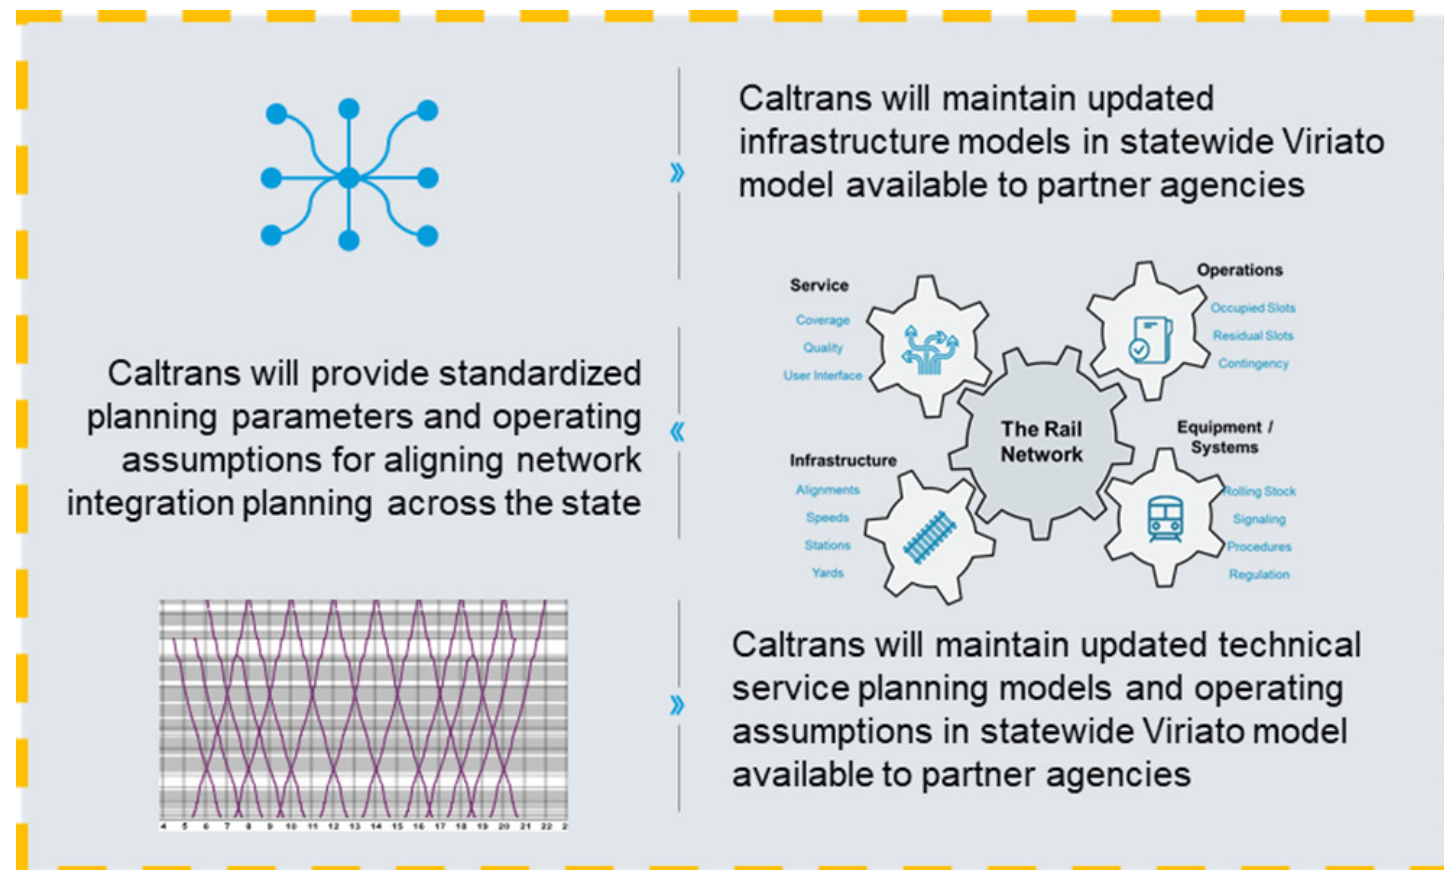 Caltrans will maintain updated
infrastructure models in statewide Viriato
model available to partner agencies
Caltrans will provide standardized
planning parameters and operating
assumptions for aligning network
integration planning across the state
Service
Coverage
Quality
User Interface
Operations
Occupied Slots
Residual Slots
Contingency
The Rail
Network
Infrastructure
Alignments
Speeds
Stations
Yards
Equipment /
Systems
Rolling Stock
Signaling
Procedures
Regulation
4 5 6 7 8 9 10 11 12 13 14 15 16 17 18 19 20 21 22 2
Caltrans will maintain updated technical
service planning models and operating
assumptions in statewide Viriato model
available to partner agencies